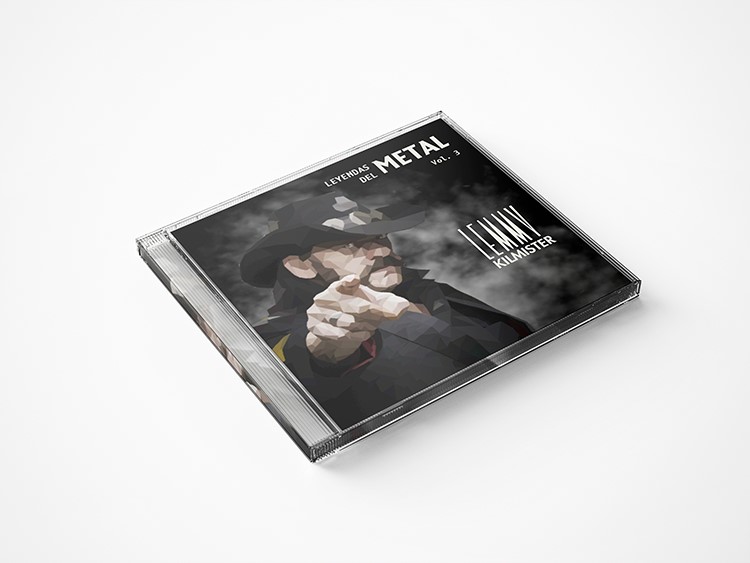 LEYENDAS
DEL METAL
Vol. 3
LEMMY
KILMISTER